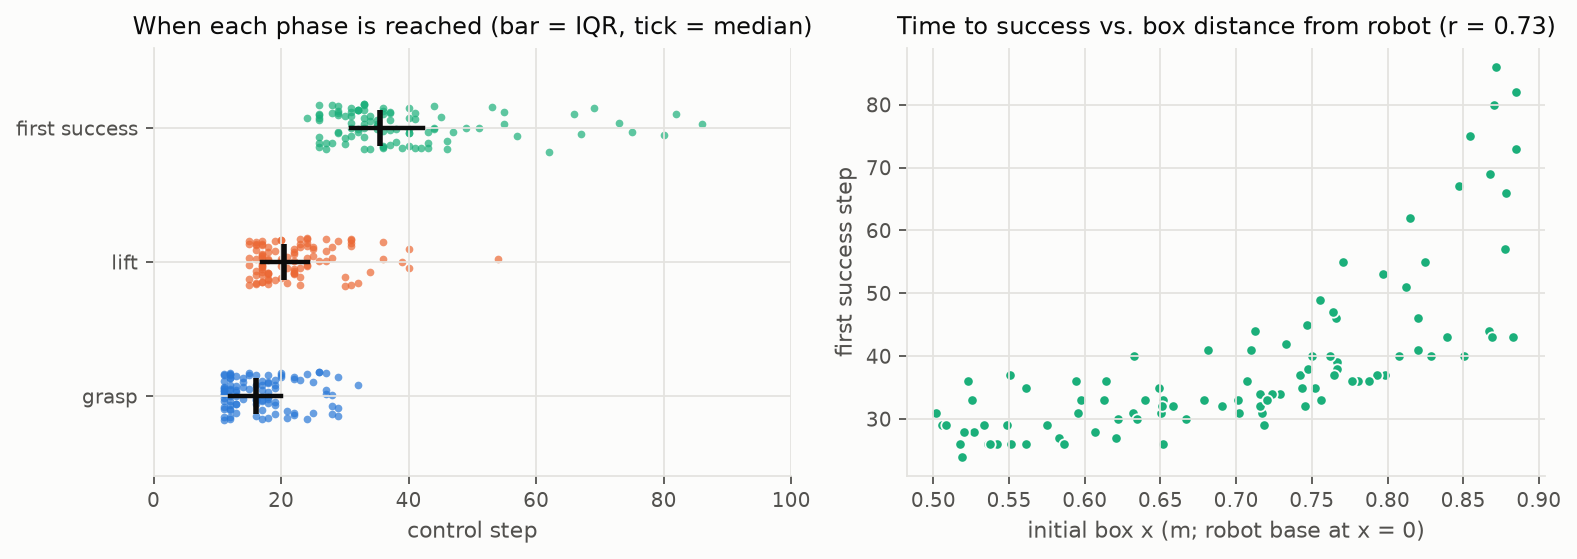 When each phase is reached (bar = IQR, tick = median)
first success
lift
grasp
0 20 40 60 80 100
control step
Time to success vs. box distance from robot (r = 0.73)
first success step
80
70
60
50
40
30
0.50 0.55 0.60 0.65 0.70 0.75 0.80 0.85 0.90
initial box x (m; robot base at x = 0)